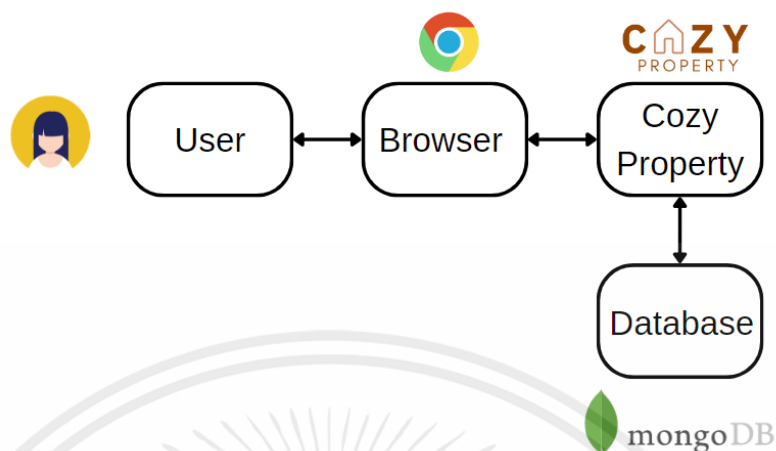 COZY
PROPERTY
User
Browser
Cozy
Property
Database
mongoDB